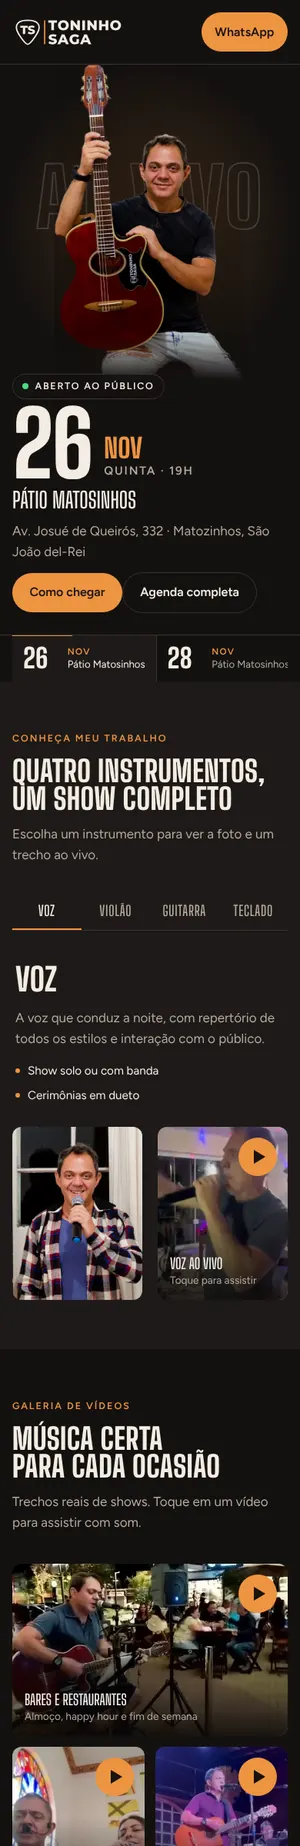 TS
TONINHO
SAGA
WhatsApp
AO VIVO
ABERTO AO PÚBLICO
26
NOV
QUINTA · 19H
PÁTIO MATOSINHOS
Av. Josué de Queirós, 332 · Matozinhos, São
João del-Rei
Como chegar
Agenda completa
26
NOV
Pátio Matosinhos
28
NOV
Pátio Matosinhos
CONHEÇA MEU TRABALHO
QUATRO INSTRUMENTOS,
UM SHOW COMPLETO
Escolha um instrumento para ver a foto e um
trecho ao vivo.
VOZ
VIOLÃO
GUITARRA
TECLADO
VOZ
A voz que conduz a noite, com repertório de
todos os estilos e interação com o público.
Show solo ou com banda
Cerimônias em dueto
VOZ AO VIVO
Toque para assistir
GALERIA DE VÍDEOS
MÚSICA CERTA
PARA CADA OCASIÃO
Trechos reais de shows. Toque em um vídeo
para assistir com som.
BARES E RESTAURANTES
Almoço, happy hour e fim de semana